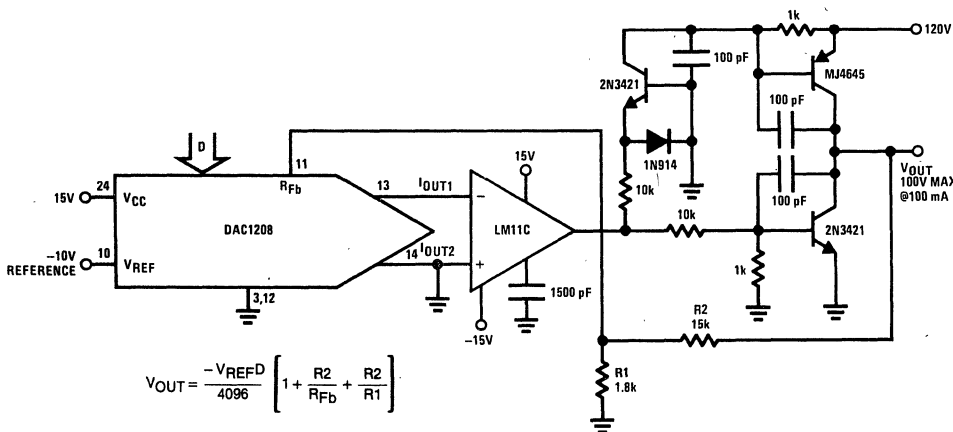 1k
120V
100 pF
2N3421
MJ4645
100 pF
D
1N914
11
15V
VOUT
100V MAX
@100 mA
RFb
13
IOUT1
10k
100 pF
24
15V
VCC
−
10k
DAC1208
LM11C
2N3421
14
IOUT2
+
−10V
REFERENCE
10
VREF
1k
1500 pF
3,12
−15V
R2
15k
VOUT = −VREFD / 4096 [ 1 + R2 / RFb + R2 / R1 ]
R1
1.8k